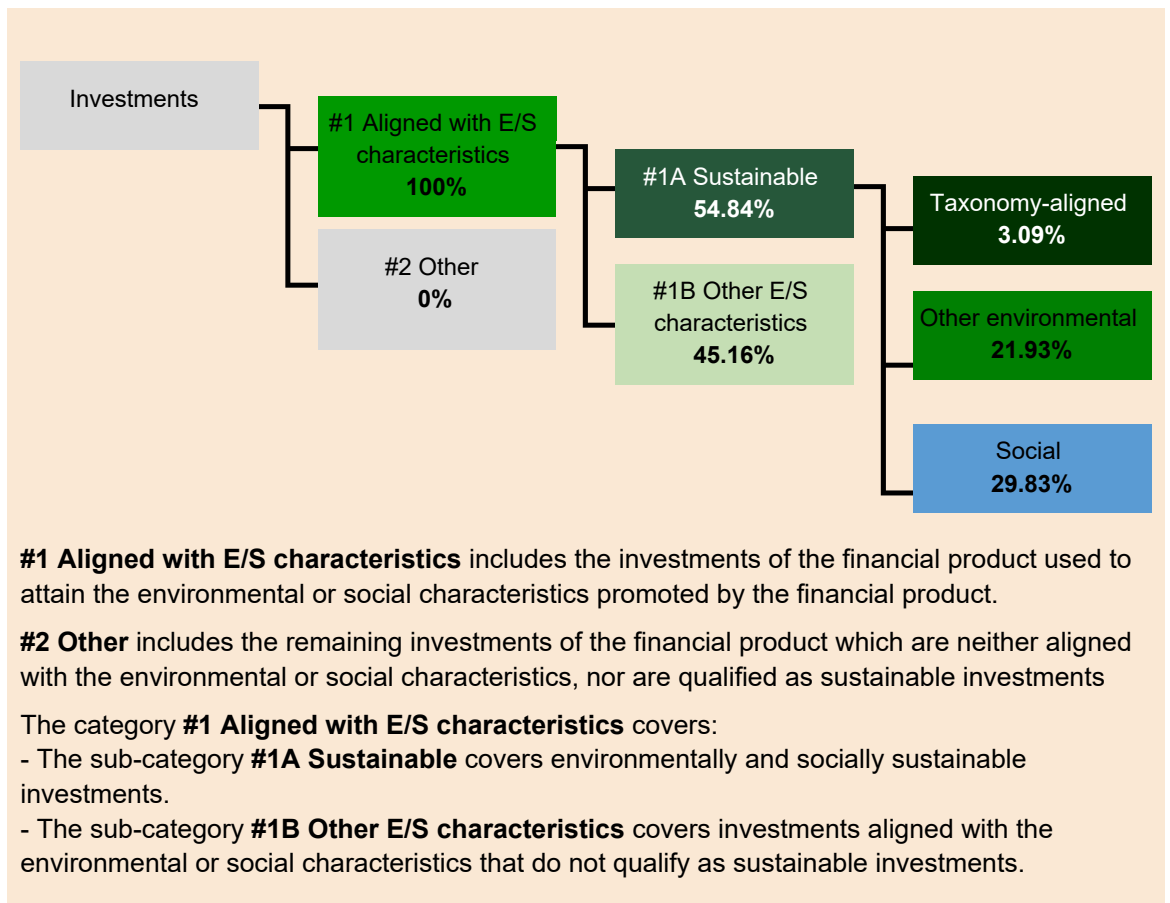 Investments
#1 Aligned with E/S
characteristics
100%
#2 Other
0%
#1A Sustainable
54.84%
#1B Other E/S
characteristics
45.16%
Taxonomy-aligned
3.09%
Other environmental
21.93%
Social
29.83%
#1 Aligned with E/S characteristics includes the investments of the financial product used to
attain the environmental or social characteristics promoted by the financial product.
#2 Other includes the remaining investments of the financial product which are neither aligned
with the environmental or social characteristics, nor are qualified as sustainable investments
The category #1 Aligned with E/S characteristics covers:
- The sub-category #1A Sustainable covers environmentally and socially sustainable
investments.
- The sub-category #1B Other E/S characteristics covers investments aligned with the
environmental or social characteristics that do not qualify as sustainable investments.